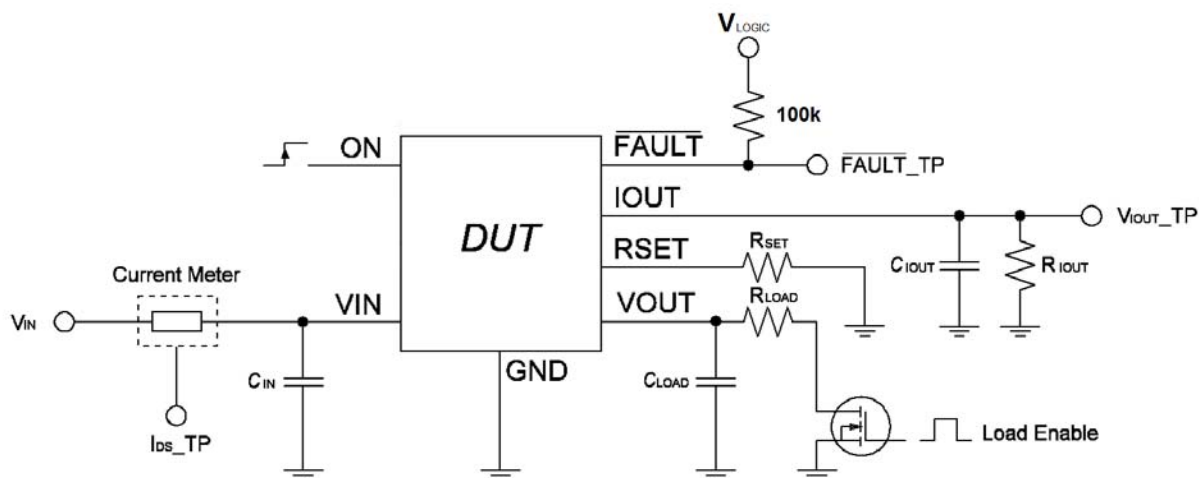 VLOGIC
100k
ON
FAULT
FAULT_TP
IOUT
VIOUT_TP
DUT
RSET
RSET
CIOUT
RIOUT
Current Meter
VOUT
RLOAD
VIN
VIN
GND
CIN
CLOAD
IDS_TP
Load Enable